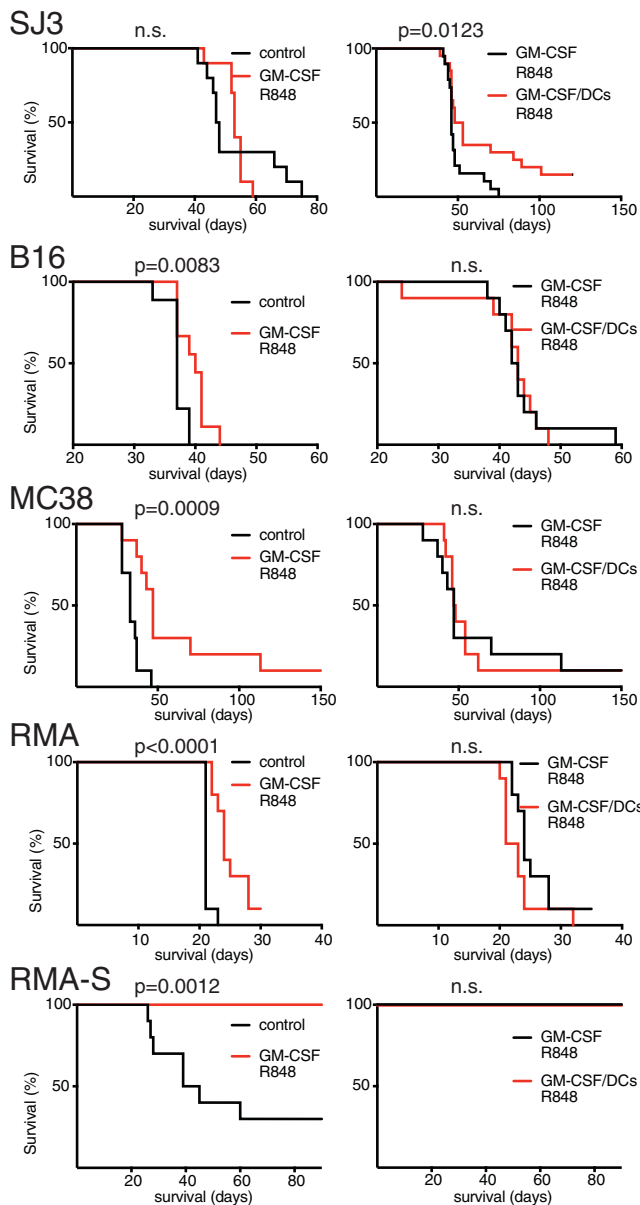 SJ3
n.s.
p=0.0123
100
50
Survival (%)
control
GM-CSF
R848
20 40 60 80
survival (days)
100
50
GM-CSF
R848
GM-CSF/DCs
R848
50 100 150
survival (days)
B16
p=0.0083
n.s.
100
50
Survival (%)
control
GM-CSF
R848
20 30 40 50 60
survival (days)
100
50
GM-CSF
R848
GM-CSF/DCs
R848
20 30 40 50 60
survival (days)
MC38
p=0.0009
n.s.
100
50
Survival (%)
control
GM-CSF
R848
50 100 150
survival (days)
100
50
GM-CSF
R848
GM-CSF/DCs
R848
50 100 150
survival (days)
RMA
p<0.0001
n.s.
100
50
Survival (%)
control
GM-CSF
R848
10 20 30 40
survival (days)
100
50
GM-CSF
R848
GM-CSF/DCs
R848
10 20 30 40
survival (days)
RMA-S
p=0.0012
n.s.
100
50
Survival (%)
control
GM-CSF
R848
20 40 60 80
survival (days)
100
50
GM-CSF
R848
GM-CSF/DCs
R848
20 40 60 80
survival (days)